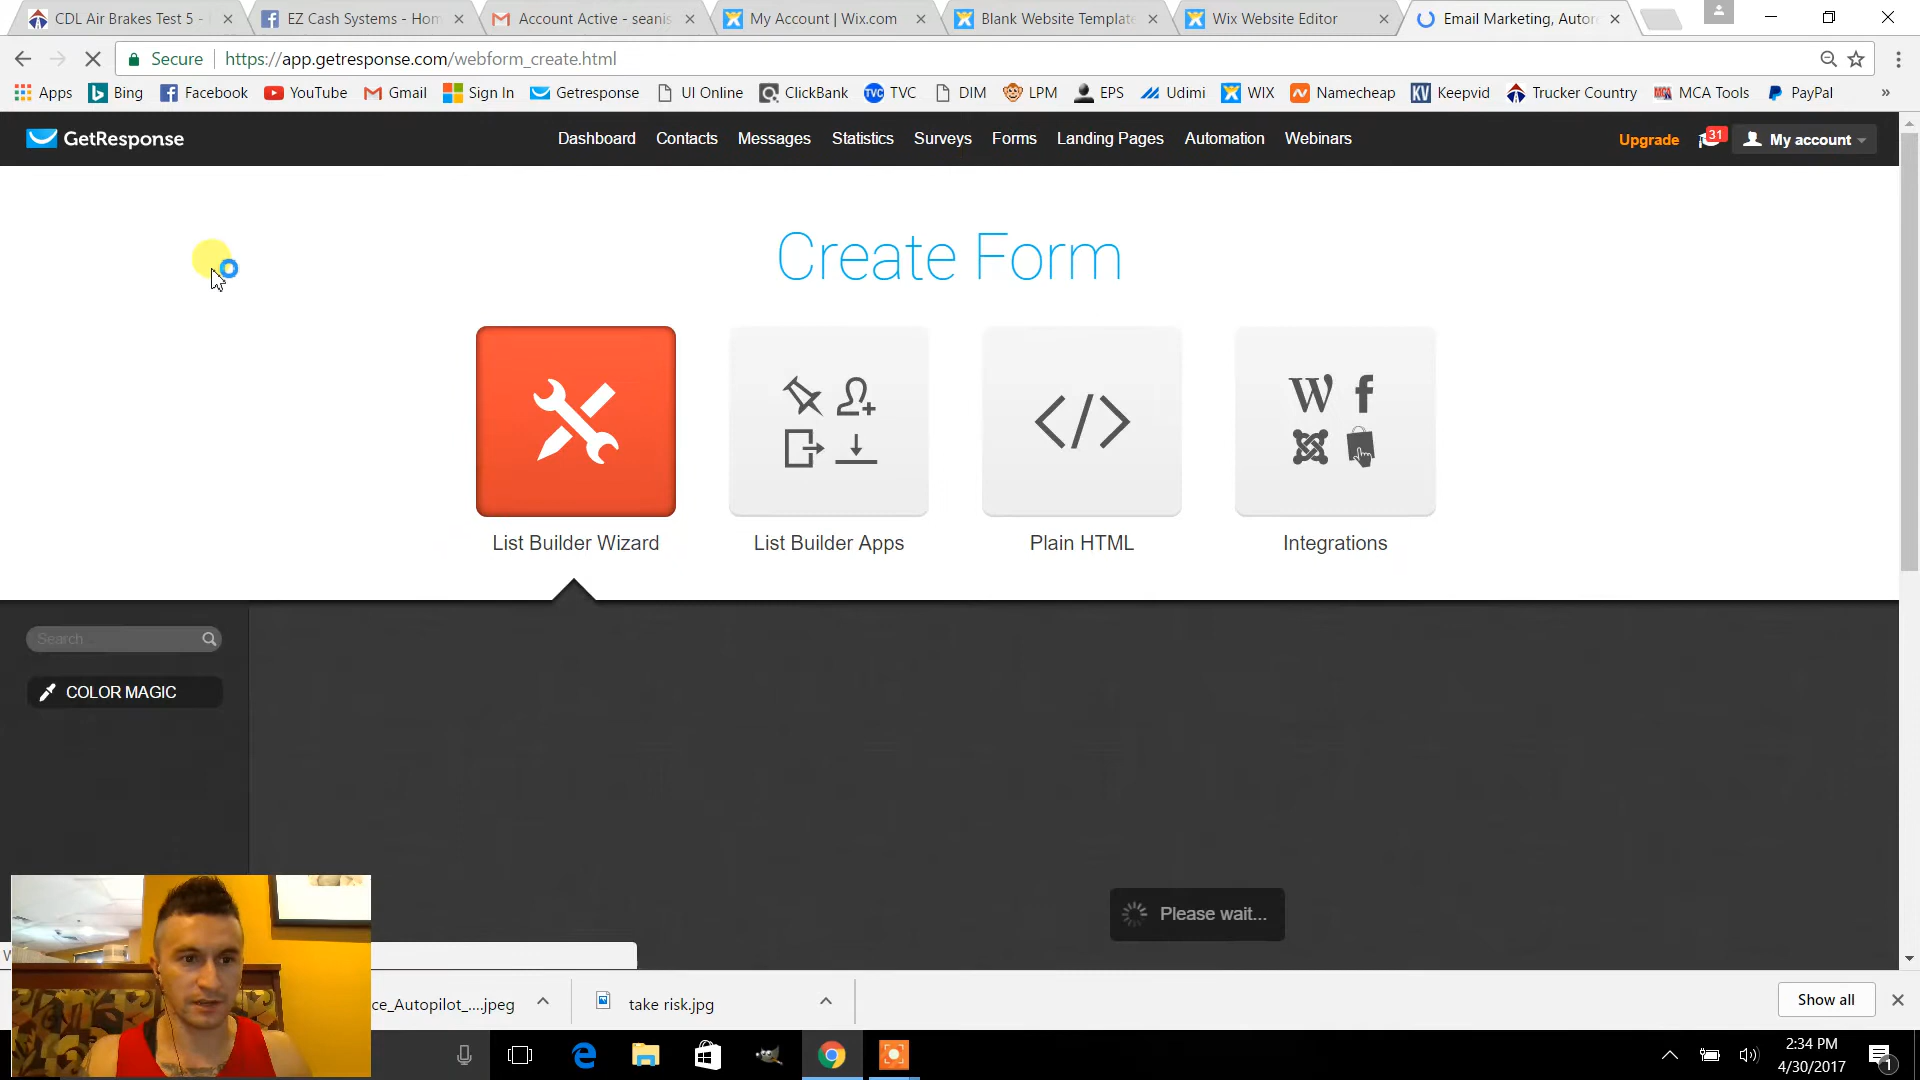 CDL Air Brakes Test 5 -
EZ Cash Systems - Hom
Account Active - seanis
My Account | Wix.com
Blank Website Template
Wix Website Editor
Email Marketing, Autor
Secure
https://app.getresponse.com/webform_create.html
Apps
Bing
Facebook
YouTube
Gmail
Sign In
Getresponse
UI Online
ClickBank
TVC
DIM
LPM
EPS
Udimi
WIX
Namecheap
Keepvid
Trucker Country
MCA Tools
PayPal
»
GetResponse
Dashboard
Contacts
Messages
Statistics
Surveys
Forms
Landing Pages
Automation
Webinars
Upgrade
31
My account
Create Form
List Builder Wizard
List Builder Apps
Plain HTML
Integrations
Search...
COLOR MAGIC
Please wait...
ce_Autopilot_....jpeg
take risk.jpg
Show all
2:34 PM
4/30/2017
1